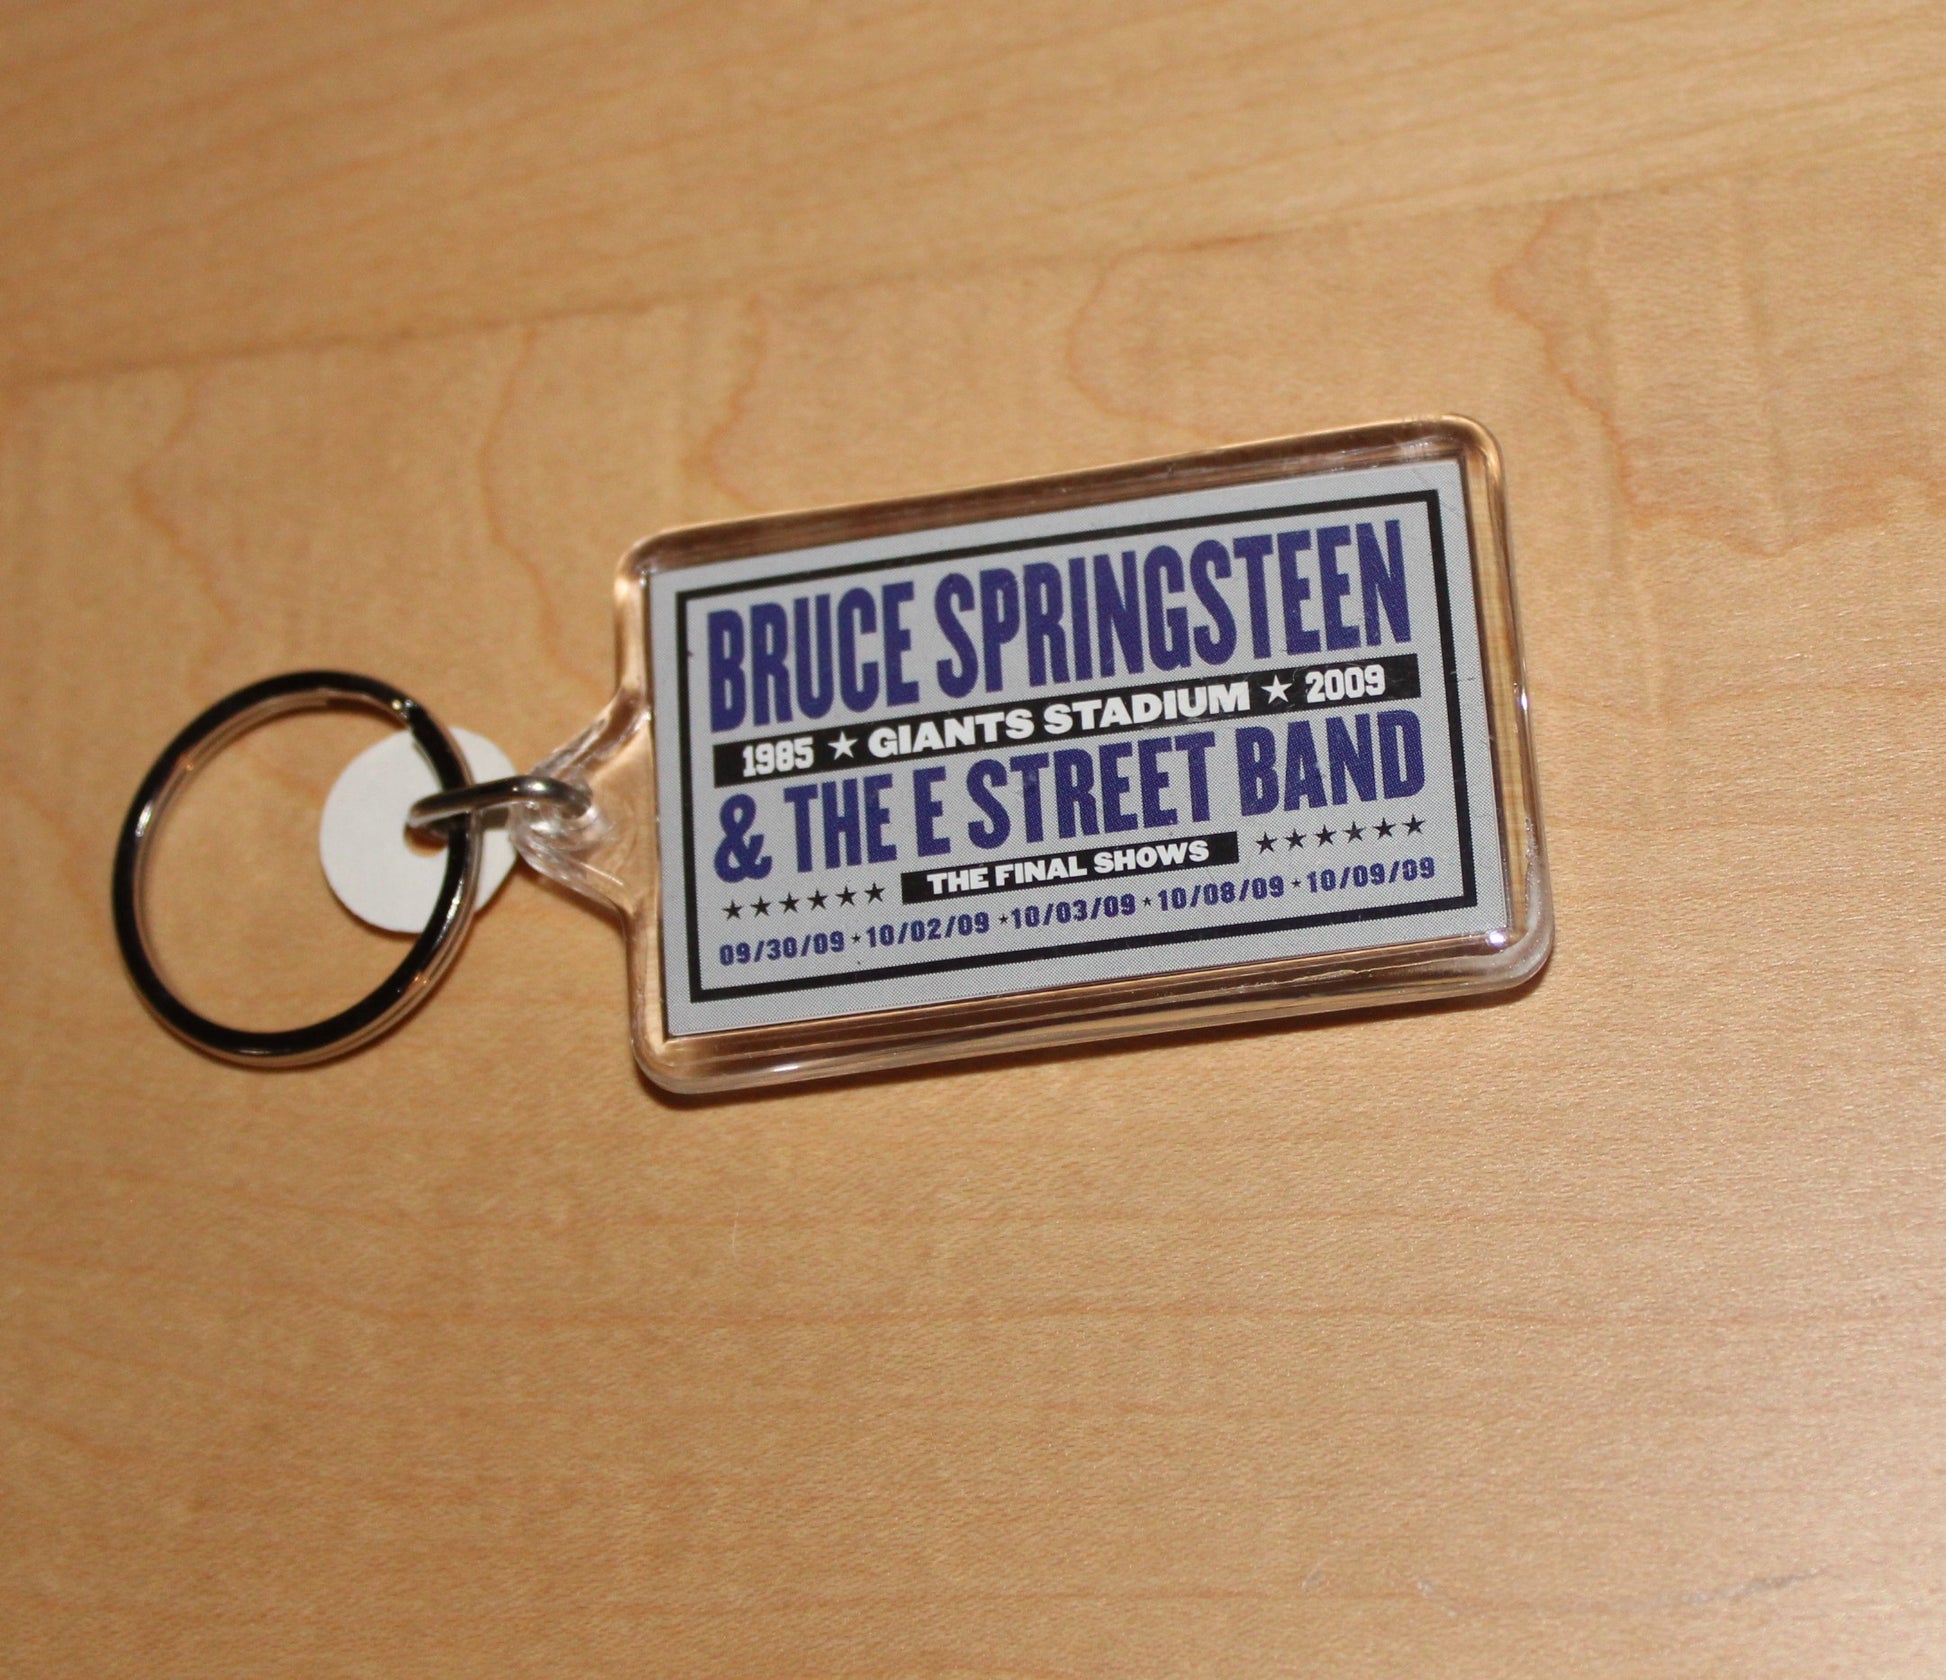 BRUCE SPRINGSTEEN
1985 ★ GIANTS STADIUM ★ 2009
& THE E STREET BAND
★★★★★★ THE FINAL SHOWS ★★★★★★
09/30/09 ★ 10/02/09 ★ 10/03/09 ★ 10/08/09 ★ 10/09/09